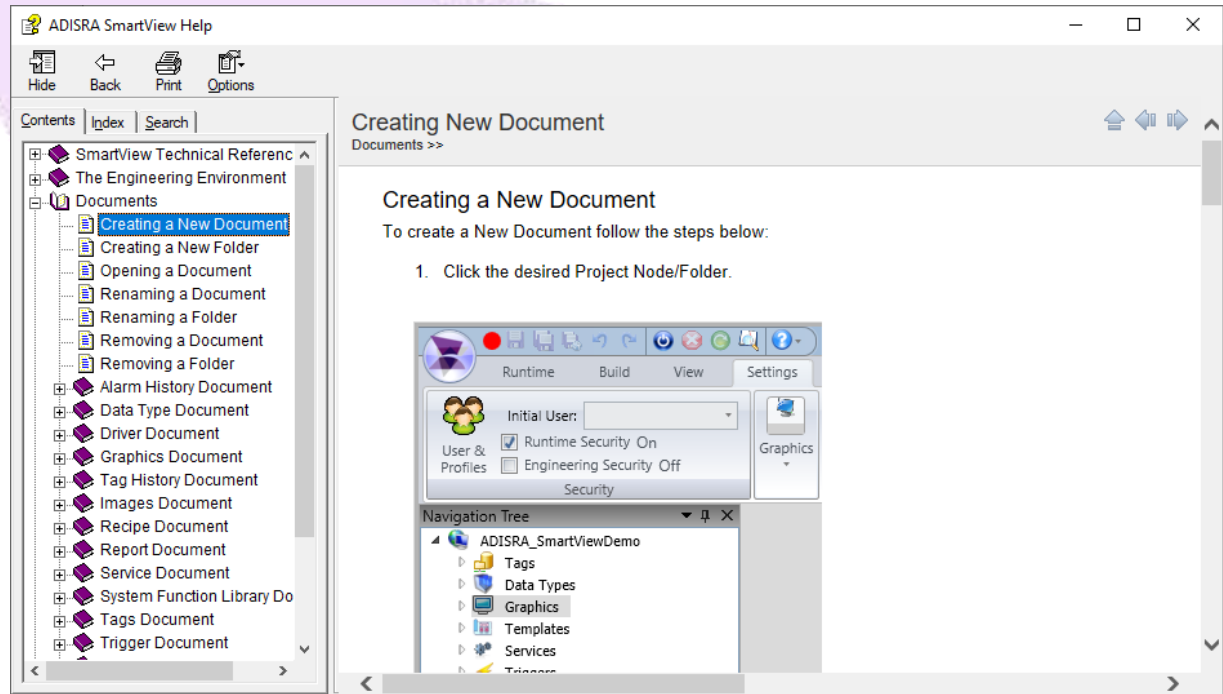 ADISRA SmartView Help
Hide Back Print Options
Contents Index Search
SmartView Technical Referenc
The Engineering Environment
Documents
Creating a New Document
Creating a New Folder
Opening a Document
Renaming a Document
Renaming a Folder
Removing a Document
Removing a Folder
Alarm History Document
Data Type Document
Driver Document
Graphics Document
Tag History Document
Images Document
Recipe Document
Report Document
Service Document
System Function Library Do
Tags Document
Trigger Document
Creating New Document
Documents >>
Creating a New Document
To create a New Document follow the steps below:
1. Click the desired Project Node/Folder.
Runtime Build View Settings
Initial User:
Runtime Security On
Engineering Security Off
User &
Profiles
Security
Graphics
Navigation Tree
ADISRA_SmartViewDemo
Tags
Data Types
Graphics
Templates
Services
Triggers